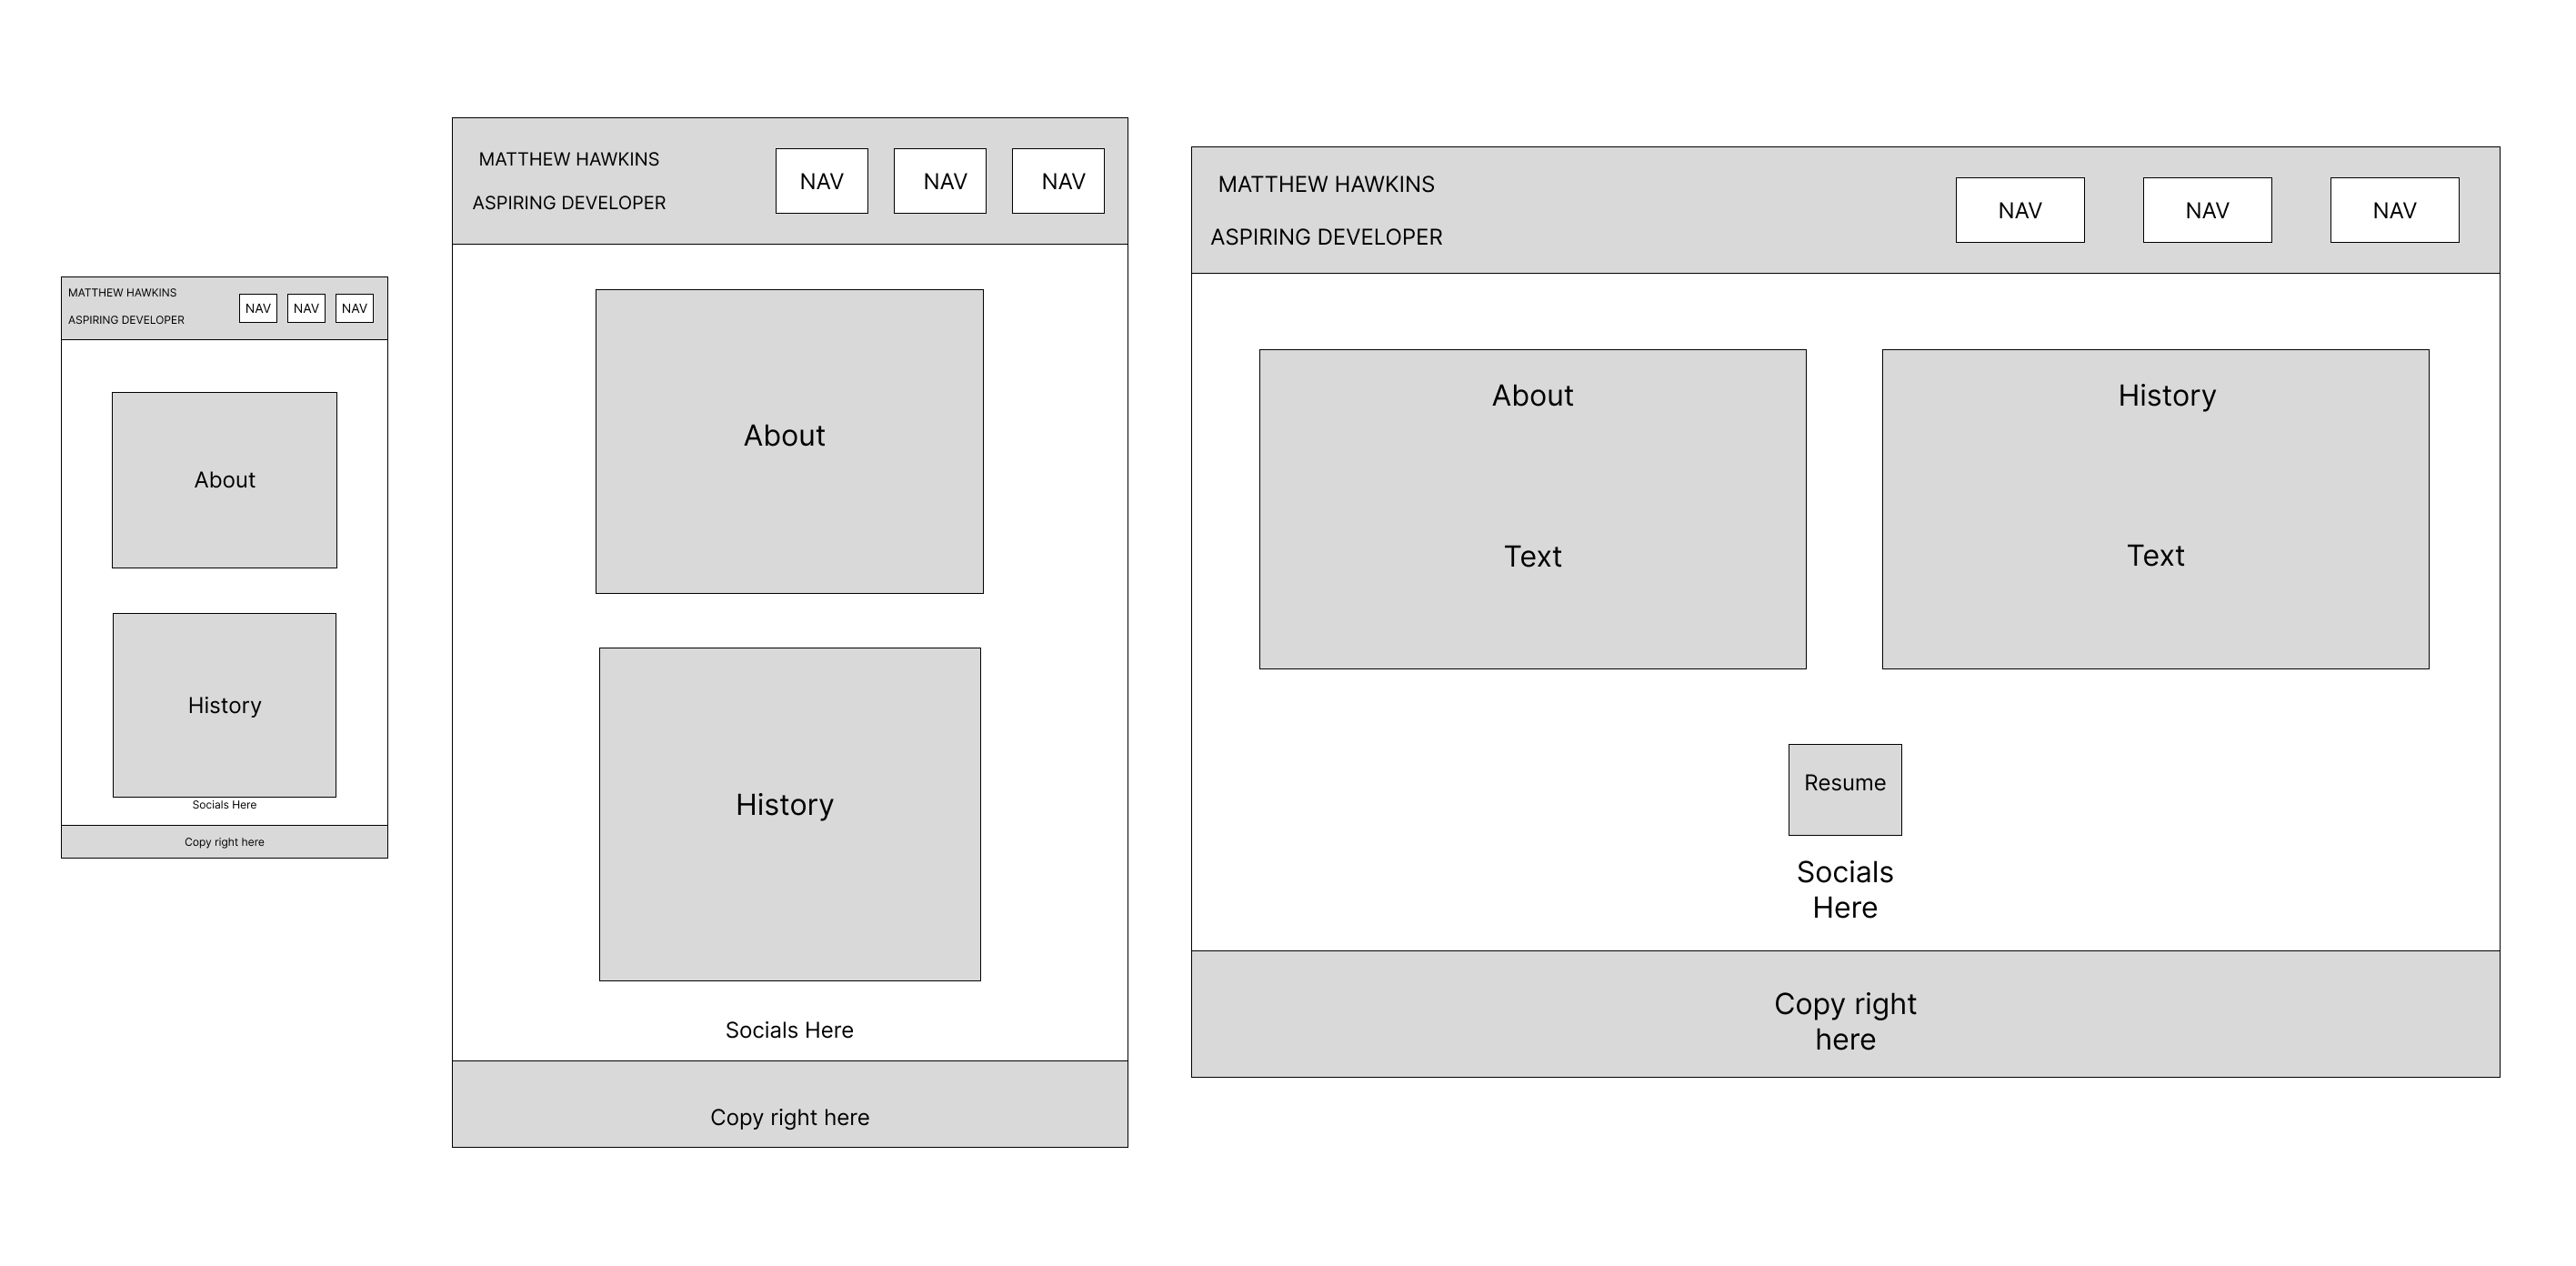 MATTHEW HAWKINS
ASPIRING DEVELOPER
NAV
NAV
NAV
About
History
Socials Here
Copy right here
MATTHEW HAWKINS
ASPIRING DEVELOPER
NAV
NAV
NAV
About
History
Socials Here
Copy right here
MATTHEW HAWKINS
ASPIRING DEVELOPER
NAV
NAV
NAV
About
Text
History
Text
Resume
Socials
Here
Copy right
here